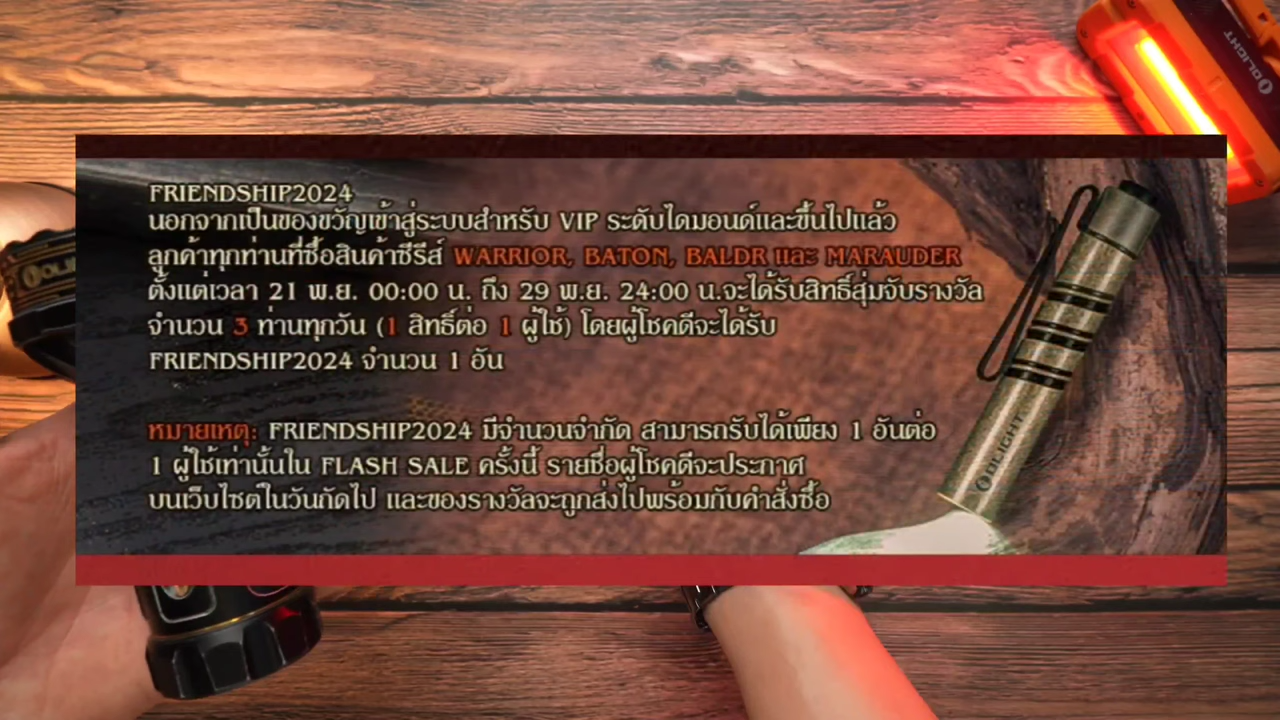 FRIENDSHIP2024
นอกจากเป็นของขวัญเข้าสู่ระบบสำหรับ VIP ระดับไดมอนด์และขึ้นไปแล้ว
ลูกค้าทุกท่านที่ซื้อสินค้าซีรีส์ WARRIOR, BATON, BALDR และ MARAUDER
ตั้งแต่เวลา 21 พ.ย. 00:00 น. ถึง 29 พ.ย. 24:00 น.จะได้รับสิทธิ์สุ่มจับรางวัล
จำนวน 3 ท่านทุกวัน (1 สิทธิ์ต่อ 1 ผู้ใช้) โดยผู้โชคดีจะได้รับ
FRIENDSHIP2024 จำนวน 1 อัน
หมายเหตุ: FRIENDSHIP2024 มีจำนวนจำกัด สามารถรับได้เพียง 1 อันต่อ
1 ผู้ใช้เท่านั้นใน FLASH SALE ครั้งนี้ รายชื่อผู้โชคดีจะประกาศ
บนเว็บไซต์ในวันถัดไป และของรางวัลจะถูกส่งไปพร้อมกับคำสั่งซื้อ
OLIGHT
OLIGHT